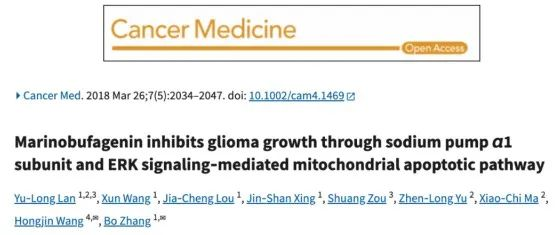 Cancer Medicine
Open Access
Cancer Med. 2018 Mar 26;7(5):2034–2047. doi: 10.1002/cam4.1469
Marinobufagenin inhibits glioma growth through sodium pump α1
subunit and ERK signaling-mediated mitochondrial apoptotic pathway
Yu-Long Lan 1,2,3, Xun Wang 1, Jia-Cheng Lou 1, Jin-Shan Xing 1, Shuang Zou 3, Zhen-Long Yu 2, Xiao-Chi Ma 2,
Hongjin Wang 4,✉, Bo Zhang 1,✉